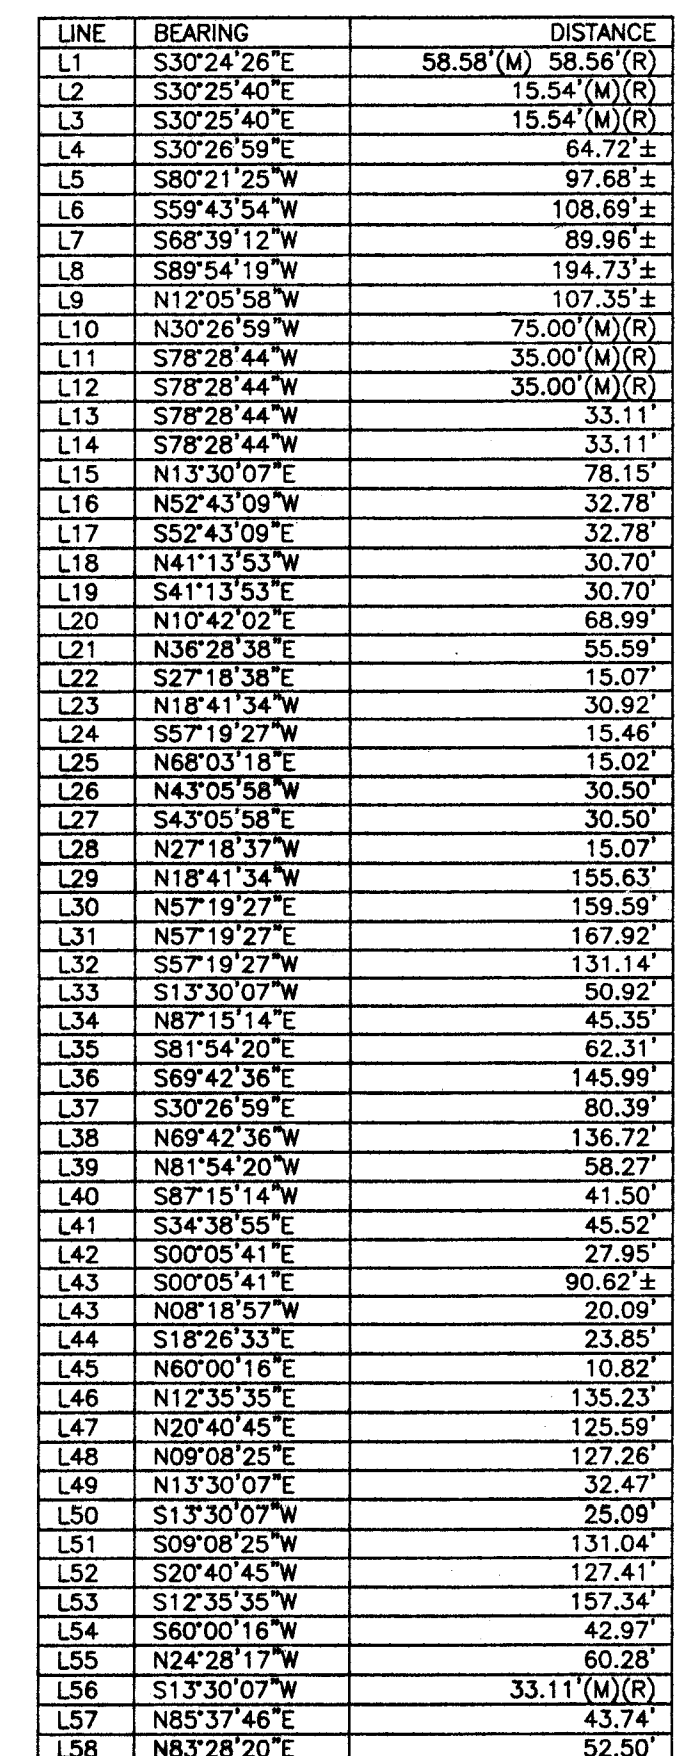 LINE BEARING DISTANCE
L1 S30°24'26"E 58.58'(M) 58.56'(R)
L2 S30°25'40"E 15.54'(M)(R)
L3 S30°25'40"E 15.54'(M)(R)
L4 S30°26'59"E 64.72'±
L5 S80°21'25"W 97.68'±
L6 S59°43'54"W 108.69'±
L7 S68°39'12"W 89.96'±
L8 S89°54'19"W 194.73'±
L9 N12°05'58"W 107.35'±
L10 N30°26'59"W 75.00'(M)(R)
L11 S78°28'44"W 35.00'(M)(R)
L12 S78°28'44"W 35.00'(M)(R)
L13 S78°28'44"W 33.11'
L14 S78°28'44"W 33.11'
L15 N13°30'07"E 78.15'
L16 N52°43'09"W 32.78'
L17 S52°43'09"E 32.78'
L18 N41°13'53"W 30.70'
L19 S41°13'53"E 30.70'
L20 N10°42'02"E 68.99'
L21 N36°28'38"E 55.59'
L22 S27°18'38"E 15.07'
L23 N18°41'34"W 30.92'
L24 S57°19'27"W 15.46'
L25 N68°03'18"E 15.02'
L26 N43°05'58"W 30.50'
L27 S43°05'58"E 30.50'
L28 N27°18'37"W 15.07'
L29 N18°41'34"W 155.63'
L30 N57°19'27"E 159.59'
L31 N57°19'27"E 167.92'
L32 S57°19'27"W 131.14'
L33 S13°30'07"W 50.92'
L34 N87°15'14"E 45.35'
L35 S81°54'20"E 62.31'
L36 S69°42'36"E 145.99'
L37 S30°26'59"E 80.39'
L38 N69°42'36"W 136.72'
L39 N81°54'20"W 58.27'
L40 S87°15'14"W 41.50'
L41 S34°38'55"E 45.52'
L42 S00°05'41"E 27.95'
L43 S00°05'41"E 90.62'±
L43 N08°18'57"W 20.09'
L44 S18°26'33"E 23.85'
L45 N60°00'16"E 10.82'
L46 N12°35'35"E 135.23'
L47 N20°40'45"E 125.59'
L48 N09°08'25"E 127.26'
L49 N13°30'07"E 32.47'
L50 S13°30'07"W 25.09'
L51 S09°08'25"W 131.04'
L52 S20°40'45"W 127.41'
L53 S12°35'35"W 157.34'
L54 S60°00'16"W 42.97'
L55 N24°28'17"W 60.28'
L56 S13°30'07"W 33.11'(M)(R)
L57 N85°37'46"E 43.74'
L58 N83°28'20"E 52.50'